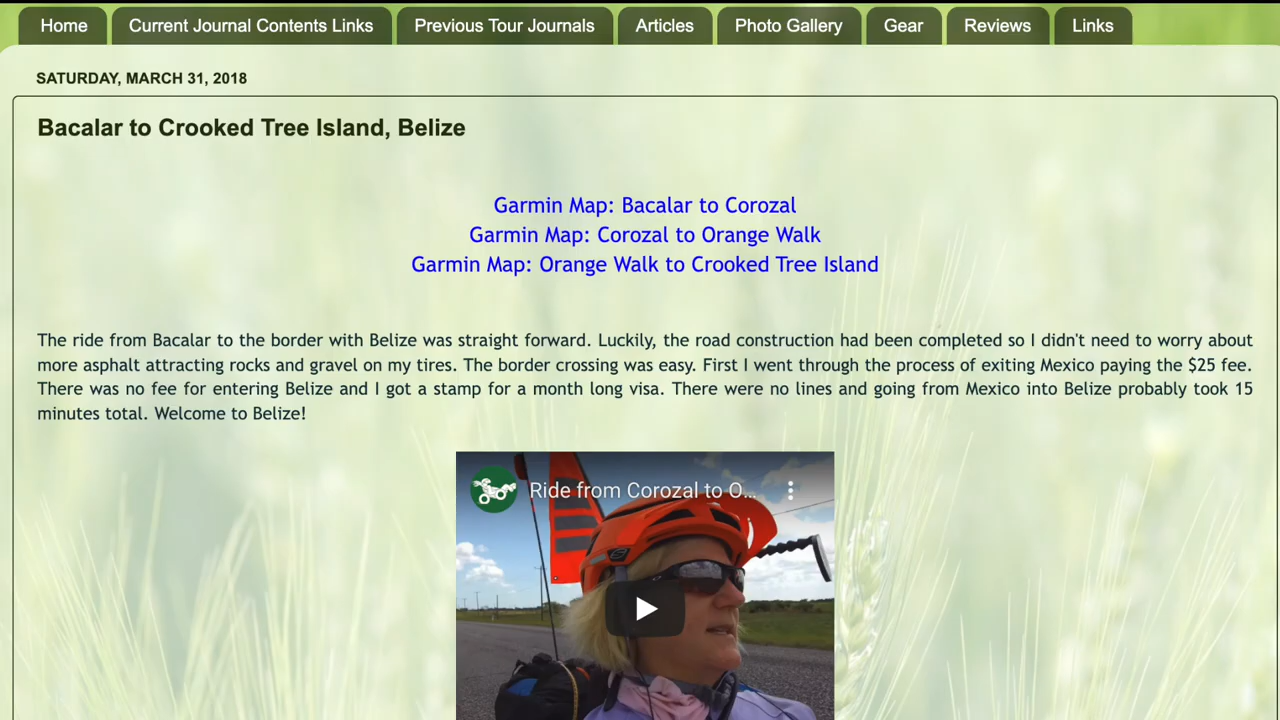 Home Current Journal Contents Links Previous Tour Journals Articles Photo Gallery Gear Reviews Links
SATURDAY, MARCH 31, 2018
Bacalar to Crooked Tree Island, Belize
Garmin Map: Bacalar to Corozal
Garmin Map: Corozal to Orange Walk
Garmin Map: Orange Walk to Crooked Tree Island
The ride from Bacalar to the border with Belize was straight forward. Luckily, the road construction had been completed so I didn't need to worry about
more asphalt attracting rocks and gravel on my tires. The border crossing was easy. First I went through the process of exiting Mexico paying the $25 fee.
There was no fee for entering Belize and I got a stamp for a month long visa. There were no lines and going from Mexico into Belize probably took 15
minutes total. Welcome to Belize!
Ride from Corozal to O...